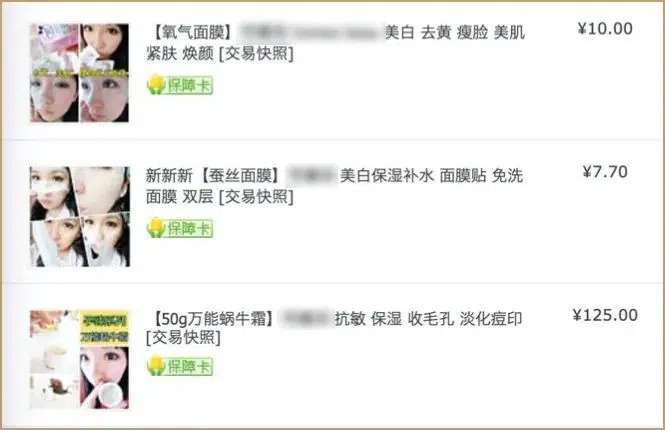 【氧气面膜】 美白 去黄 瘦脸 美肌
¥10.00
紧肤 焕颜 [交易快照]
保障卡
新新新【蚕丝面膜】 美白保湿补水 面膜贴 免洗
¥7.70
面膜 双层 [交易快照]
保障卡
【50g万能蜗牛霜】 抗敏 保湿 收毛孔 淡化痘印
¥125.00
[交易快照]
保障卡